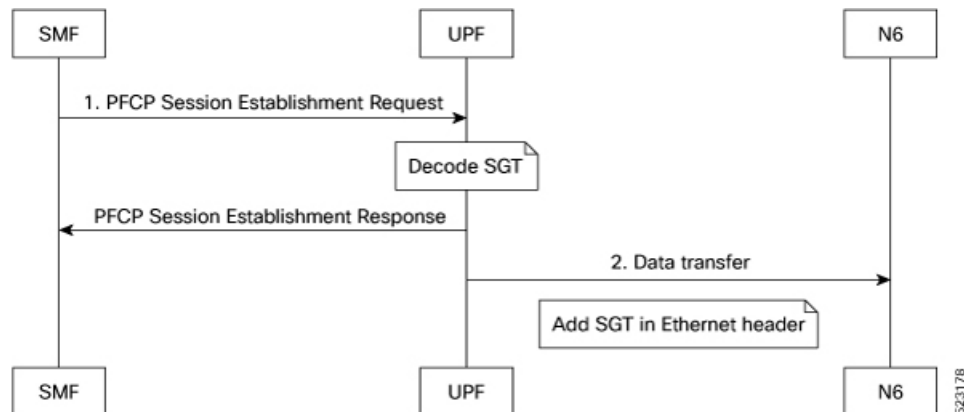 SMF UPF N6
1. PFCP Session Establishment Request
Decode SGT
PFCP Session Establishment Response
2. Data transfer
Add SGT in Ethernet header
SMF UPF N6
523178